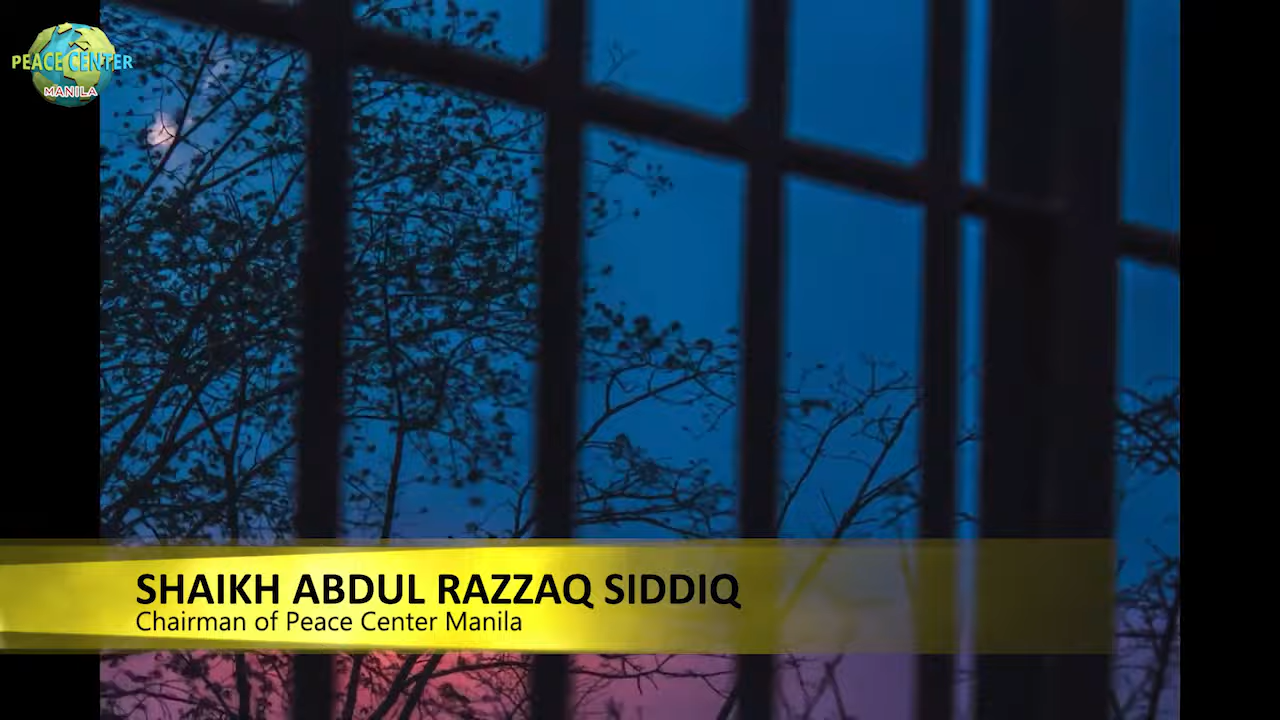 PEACE CENTER
MANILA
SHAIKH ABDUL RAZZAQ SIDDIQ
Chairman of Peace Center Manila